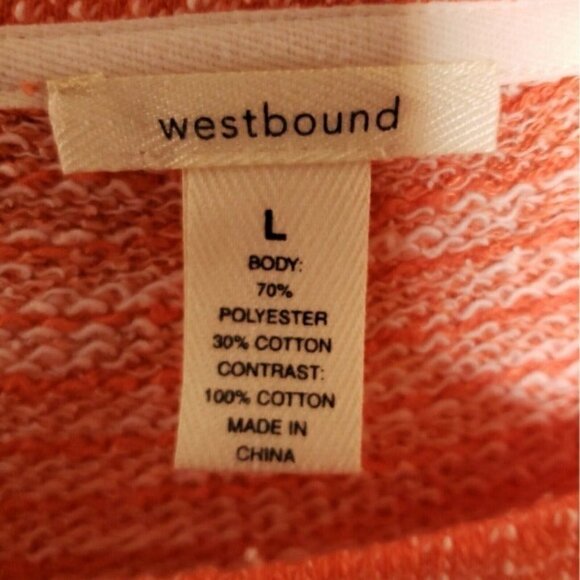 westbound
L
BODY:
70%
POLYESTER
30% COTTON
CONTRAST:
100% COTTON
MADE IN
CHINA